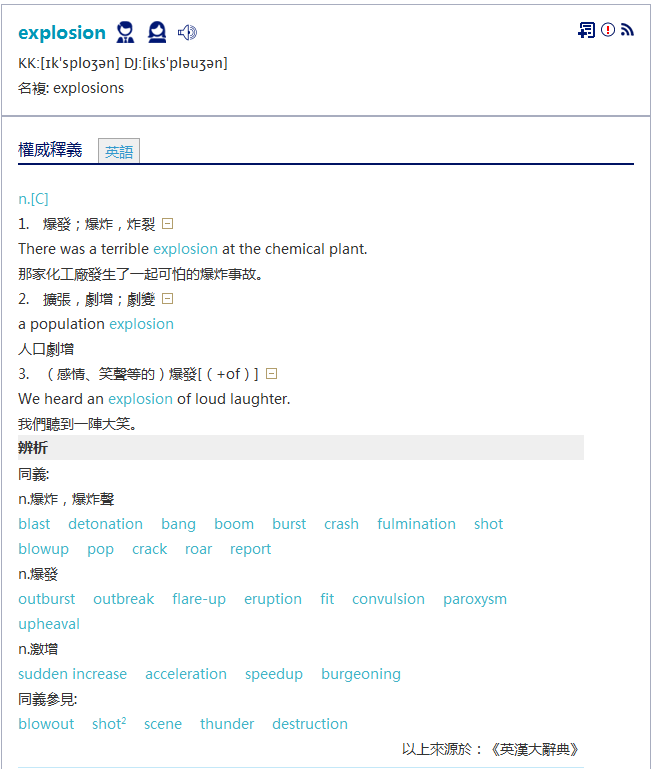 explosion
KK:[ɪkˋsploʒən] DJ:[iksˋpləuʒən]
名複: explosions
權威釋義 英語
n.[C]
1. 爆發；爆炸，炸裂
There was a terrible explosion at the chemical plant.
那家化工廠發生了一起可怕的爆炸事故。
2. 擴張，劇增；劇變
a population explosion
人口劇增
3. （感情、笑聲等的）爆發[（+of）]
We heard an explosion of loud laughter.
我們聽到一陣大笑。
辨析
同義:
n.爆炸，爆炸聲
blast detonation bang boom burst crash fulmination shot
blowup pop crack roar report
n.爆發
outburst outbreak flare-up eruption fit convulsion paroxysm
upheaval
n.激增
sudden increase acceleration speedup burgeoning
同義參見:
blowout shot² scene thunder destruction
以上來源於：《英漢大辭典》